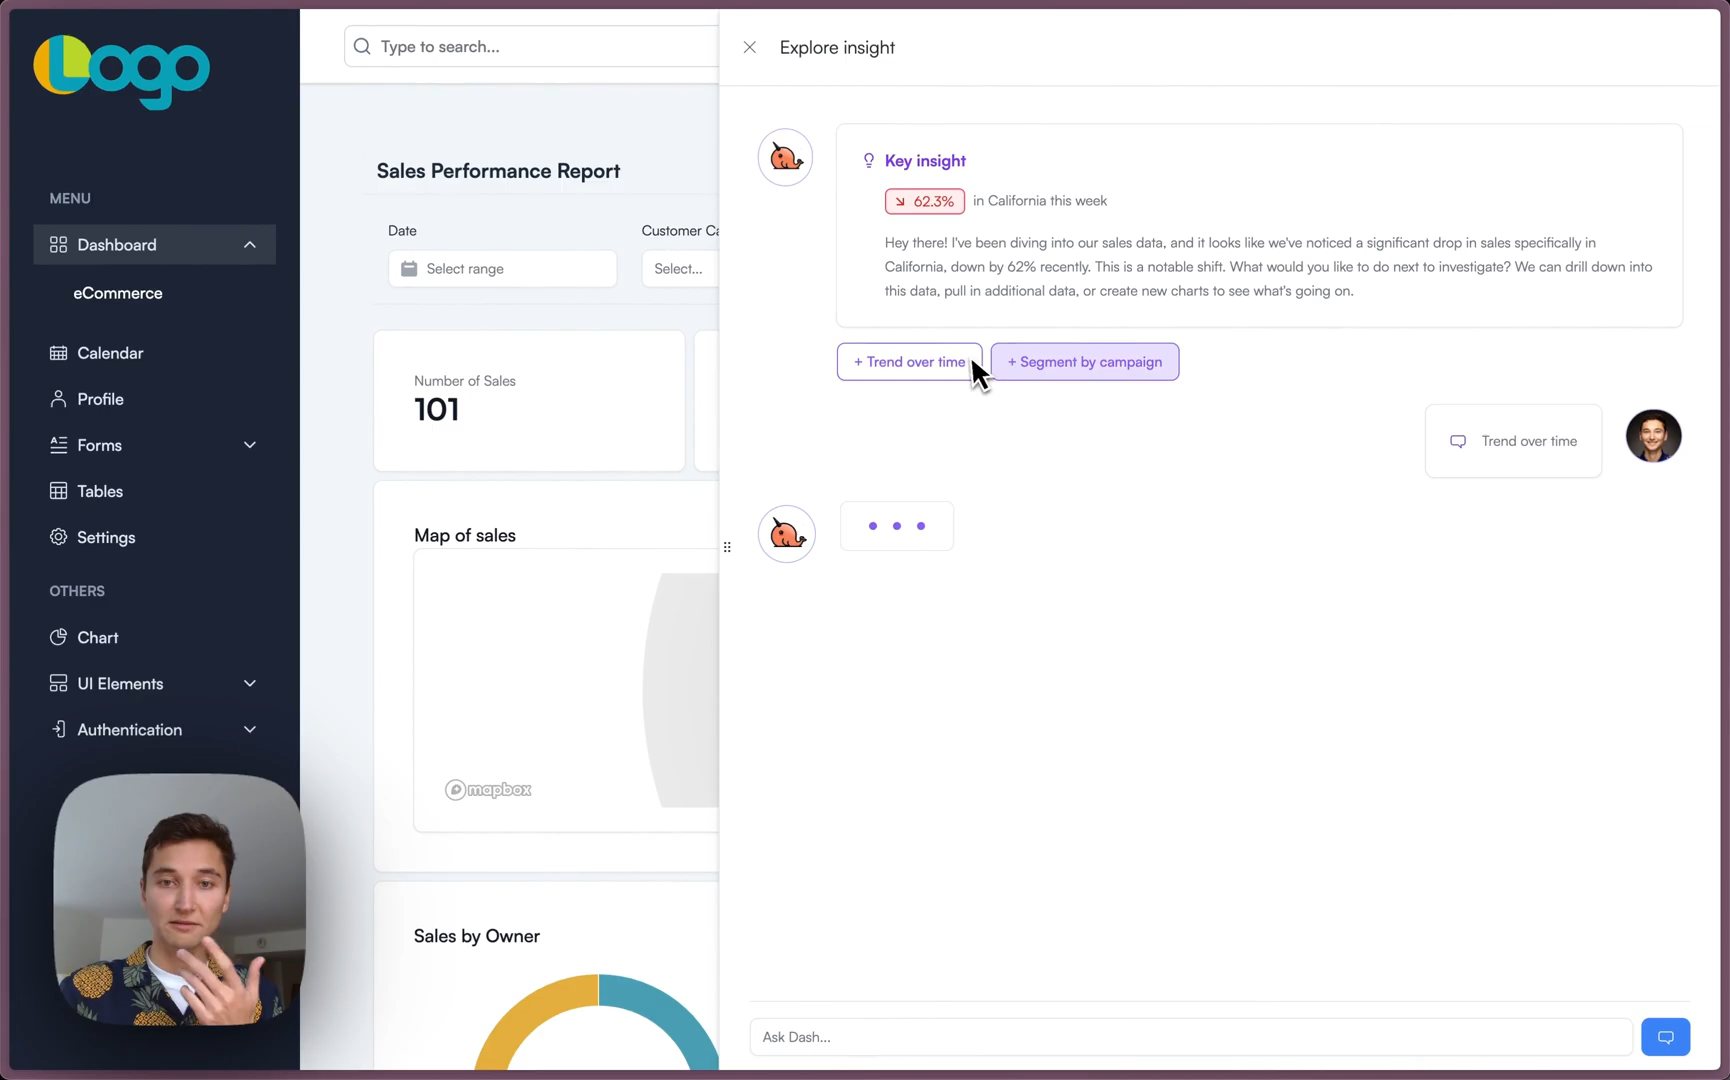 Logo
MENU
Dashboard
eCommerce
Calendar
Profile
Forms
Tables
Settings
OTHERS
Chart
UI Elements
Authentication
Type to search...
Sales Performance Report
Date
Customer Ca
Select range
Select...
Number of Sales
101
Map of sales
mapbox
Sales by Owner
Explore insight
Key insight
62.3% in California this week
Hey there! I've been diving into our sales data, and it looks like we've noticed a significant drop in sales specifically in
California, down by 62% recently. This is a notable shift. What would you like to do next to investigate? We can drill down into
this data, pull in additional data, or create new charts to see what's going on.
+ Trend over time
+ Segment by campaign
Trend over time
Ask Dash...